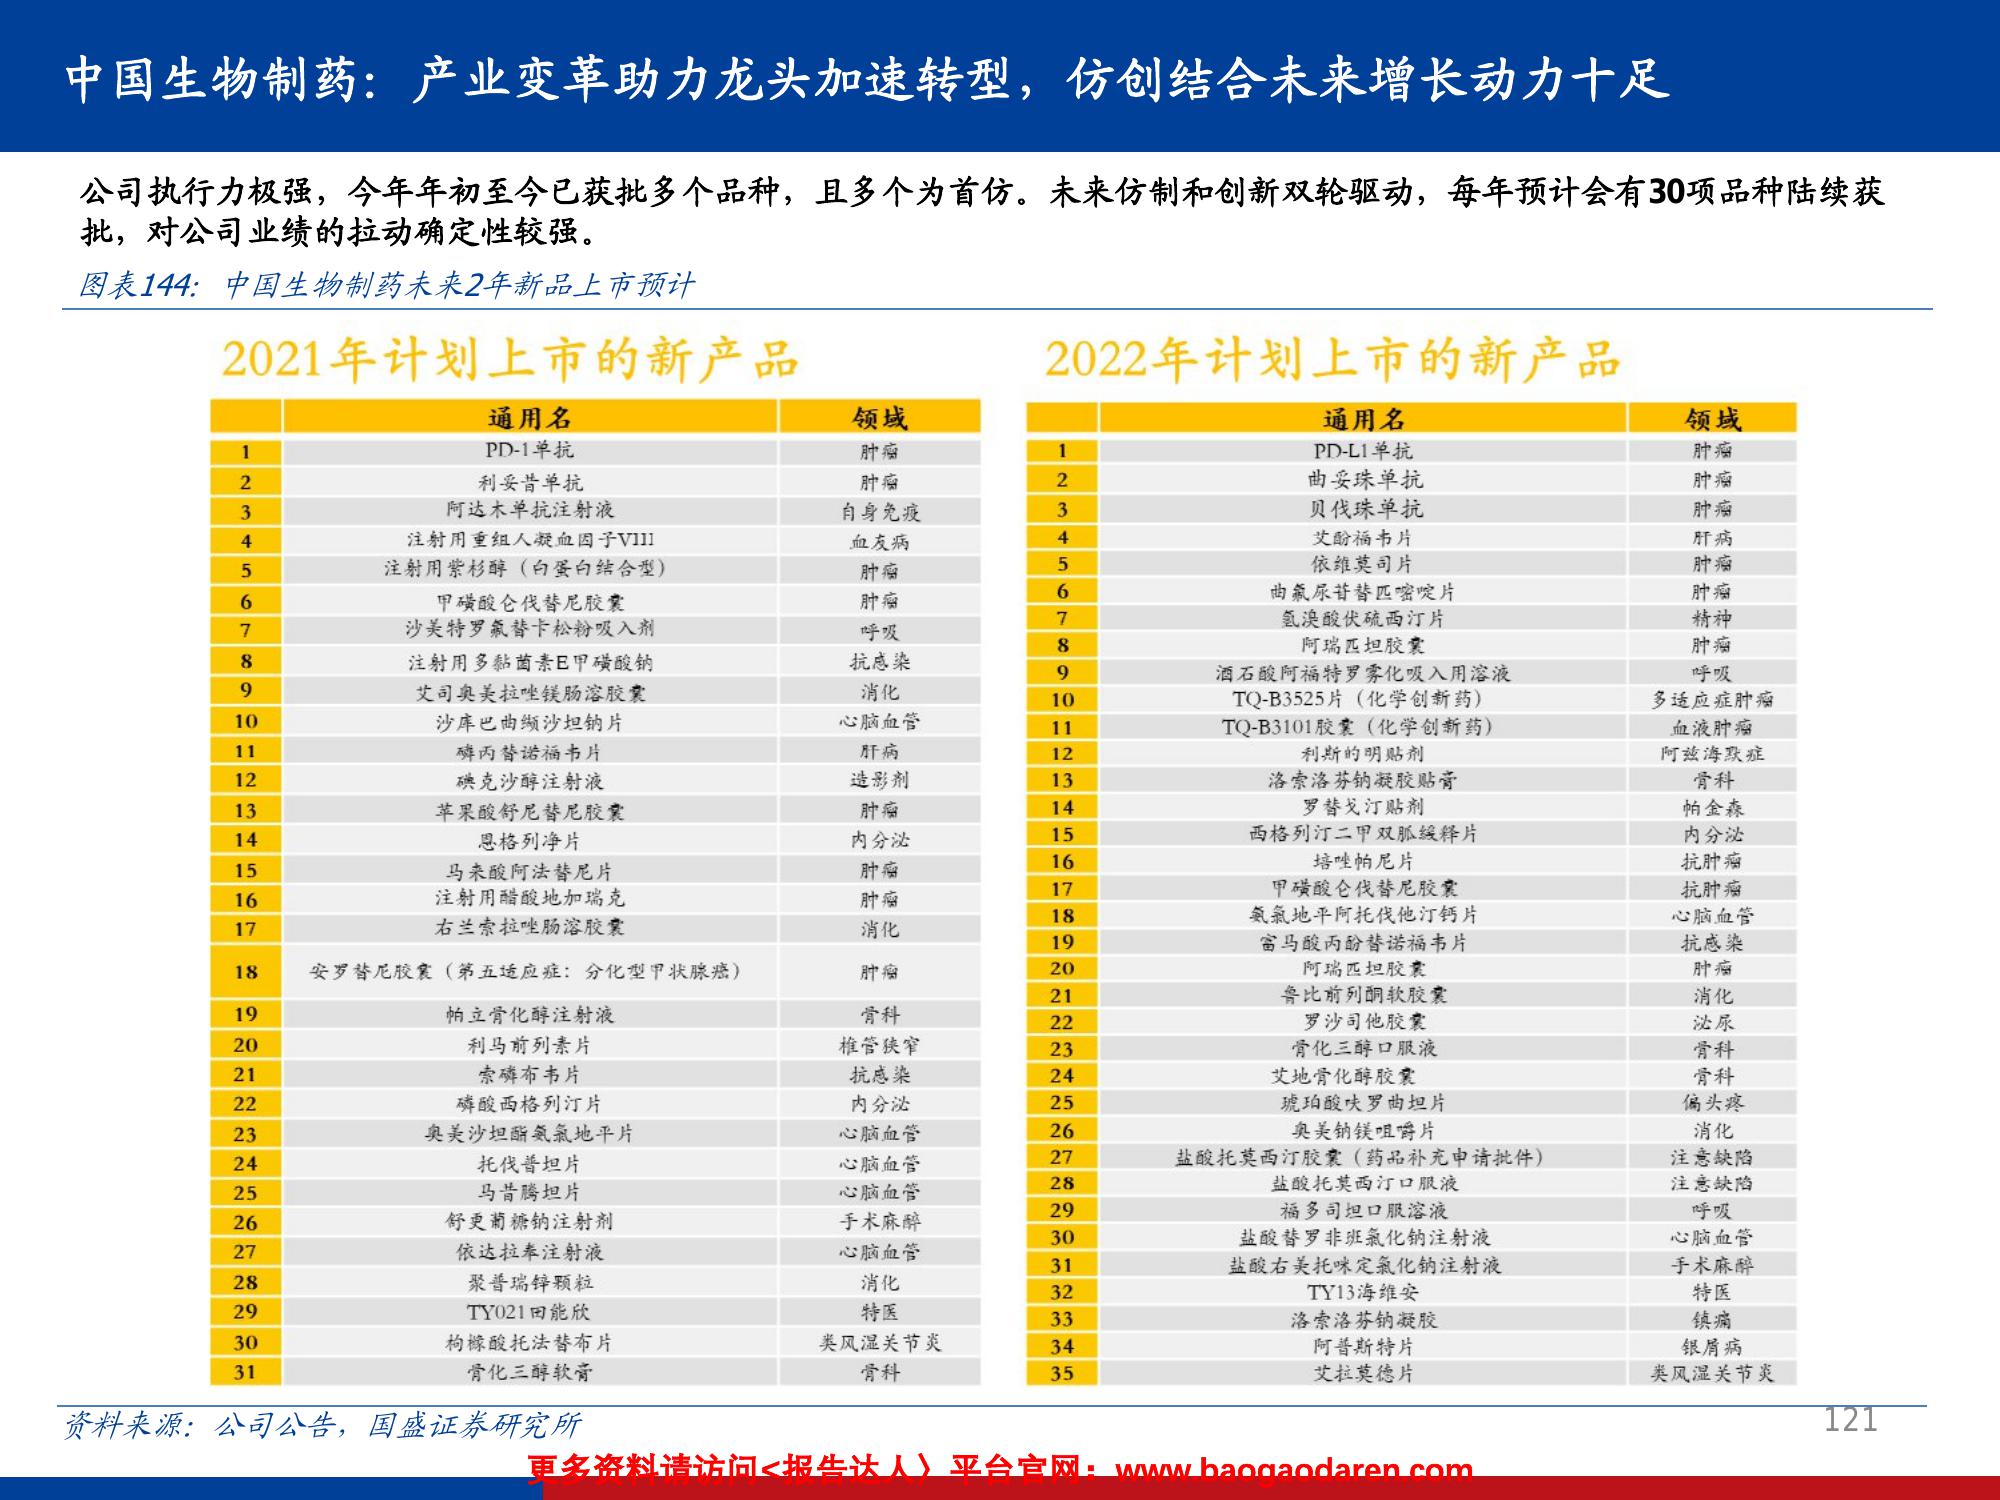 中国生物制药：产业变革助力龙头加速转型，仿创结合未来增长动力十足
公司执行力极强，今年年初至今已获批多个品种，且多个为首仿。未来仿制和创新双轮驱动，每年预计会有30项品种陆续获
批，对公司业绩的拉动确定性较强。
图表144：中国生物制药未来2年新品上市预计
2021年计划上市的新产品
通用名 领域
1 PD-1单抗 肿瘤
2 利妥昔单抗 肿瘤
3 阿达木单抗注射液 自身免疫
4 注射用重组人凝血因子VIII 血友病
5 注射用紫杉醇（白蛋白结合型） 肿瘤
6 甲磺酸仑伐替尼胶囊 肿瘤
7 沙美特罗氟替卡松粉吸入剂 呼吸
8 注射用多黏菌素E甲磺酸钠 抗感染
9 艾司奥美拉唑镁肠溶胶囊 消化
10 沙库巴曲缬沙坦钠片 心脑血管
11 磷丙替诺福韦片 肝病
12 碘克沙醇注射液 造影剂
13 苹果酸舒尼替尼胶囊 肿瘤
14 恩格列净片 内分泌
15 马来酸阿法替尼片 肿瘤
16 注射用醋酸地加瑞克 肿瘤
17 右兰索拉唑肠溶胶囊 消化
18 安罗替尼胶囊（第五适应症：分化型甲状腺癌） 肿瘤
19 帕立骨化醇注射液 骨科
20 利马前列素片 椎管狭窄
21 索磷布韦片 抗感染
22 磷酸西格列汀片 内分泌
23 奥美沙坦酯氨氯地平片 心脑血管
24 托伐普坦片 心脑血管
25 马昔腾坦片 心脑血管
26 舒更葡糖钠注射剂 手术麻醉
27 依达拉奉注射液 心脑血管
28 聚普瑞锌颗粒 消化
29 TY021田能欣 特医
30 枸橼酸托法替布片 类风湿关节炎
31 骨化三醇软膏 骨科
2022年计划上市的新产品
通用名 领域
1 PD-L1单抗 肿瘤
2 曲妥珠单抗 肿瘤
3 贝伐珠单抗 肿瘤
4 艾酚福韦片 肝病
5 依维莫司片 肿瘤
6 曲氟尿苷替匹嘧啶片 肿瘤
7 氢溴酸伏硫西汀片 精神
8 阿瑞匹坦胶囊 肿瘤
9 酒石酸阿福特罗雾化吸入用溶液 呼吸
10 TQ-B3525片（化学创新药） 多适应症肿瘤
11 TQ-B3101胶囊（化学创新药） 血液肿瘤
12 利斯的明贴剂 阿兹海默症
13 洛索洛芬钠凝胶贴膏 骨科
14 罗替戈汀贴剂 帕金森
15 西格列汀二甲双胍缓释片 内分泌
16 培唑帕尼片 抗肿瘤
17 甲磺酸仑伐替尼胶囊 抗肿瘤
18 氨氯地平阿托伐他汀钙片 心脑血管
19 富马酸丙酚替诺福韦片 抗感染
20 阿瑞匹坦胶囊 肿瘤
21 鲁比前列酮软胶囊 消化
22 罗沙司他胶囊 泌尿
23 骨化三醇口服液 骨科
24 艾地骨化醇胶囊 骨科
25 琥珀酸呋罗曲坦片 偏头疼
26 奥美钠镁咀嚼片 消化
27 盐酸托莫西汀胶囊（药品补充申请批件） 注意缺陷
28 盐酸托莫西汀口服液 注意缺陷
29 福多司坦口服溶液 呼吸
30 盐酸替罗非班氯化钠注射液 心脑血管
31 盐酸右美托咪定氯化钠注射液 手术麻醉
32 TY13海维安 特医
33 洛索洛芬钠凝胶 镇痛
34 阿普斯特片 银屑病
35 艾拉莫德片 类风湿关节炎
资料来源：公司公告，国盛证券研究所
121
更多资料请访问<报告达人〉平台官网：www.baogaodaren.com